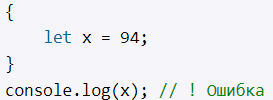 {
    let x = 94;
}
console.log(x); // ! Ошибка